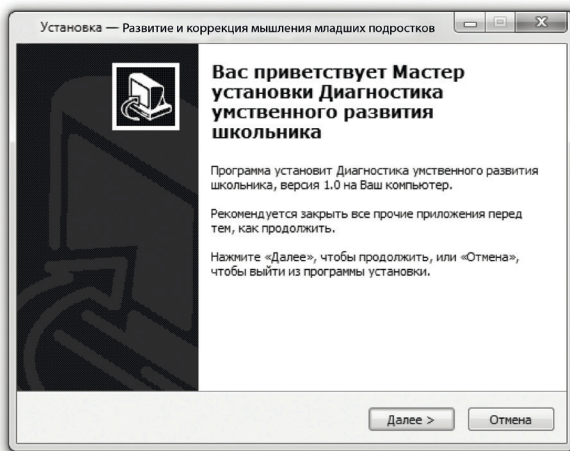 Установка — Развитие и коррекция мышления младших подростков
Вас приветствует Мастер
установки Диагностика
умственного развития
школьника
Программа установит Диагностика умственного развития
школьника, версия 1.0 на Ваш компьютер.
Рекомендуется закрыть все прочие приложения перед
тем, как продолжить.
Нажмите «Далее», чтобы продолжить, или «Отмена»,
чтобы выйти из программы установки.
Далее >
Отмена